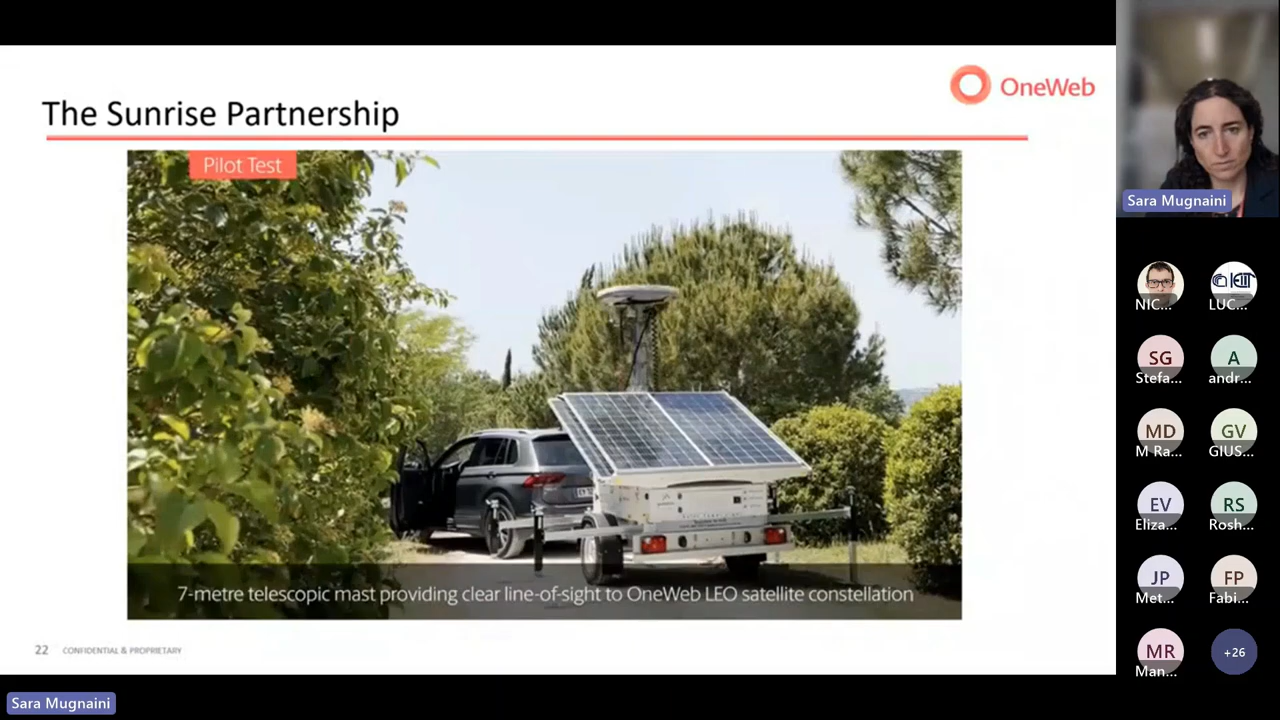 The Sunrise Partnership
OneWeb
Pilot Test
7-metre telescopic mast providing clear line-of-sight to OneWeb LEO satellite constellation
22 CONFIDENTIAL & PROPRIETARY
Sara Mugnaini
Sara Mugnaini
NIC...
LUC...
SG
Stefa...
A
andr...
MD
M Ra...
GV
GIUS...
EV
Eliza...
RS
Rosh...
JP
Met...
FP
Fabi...
MR
Man...
+26